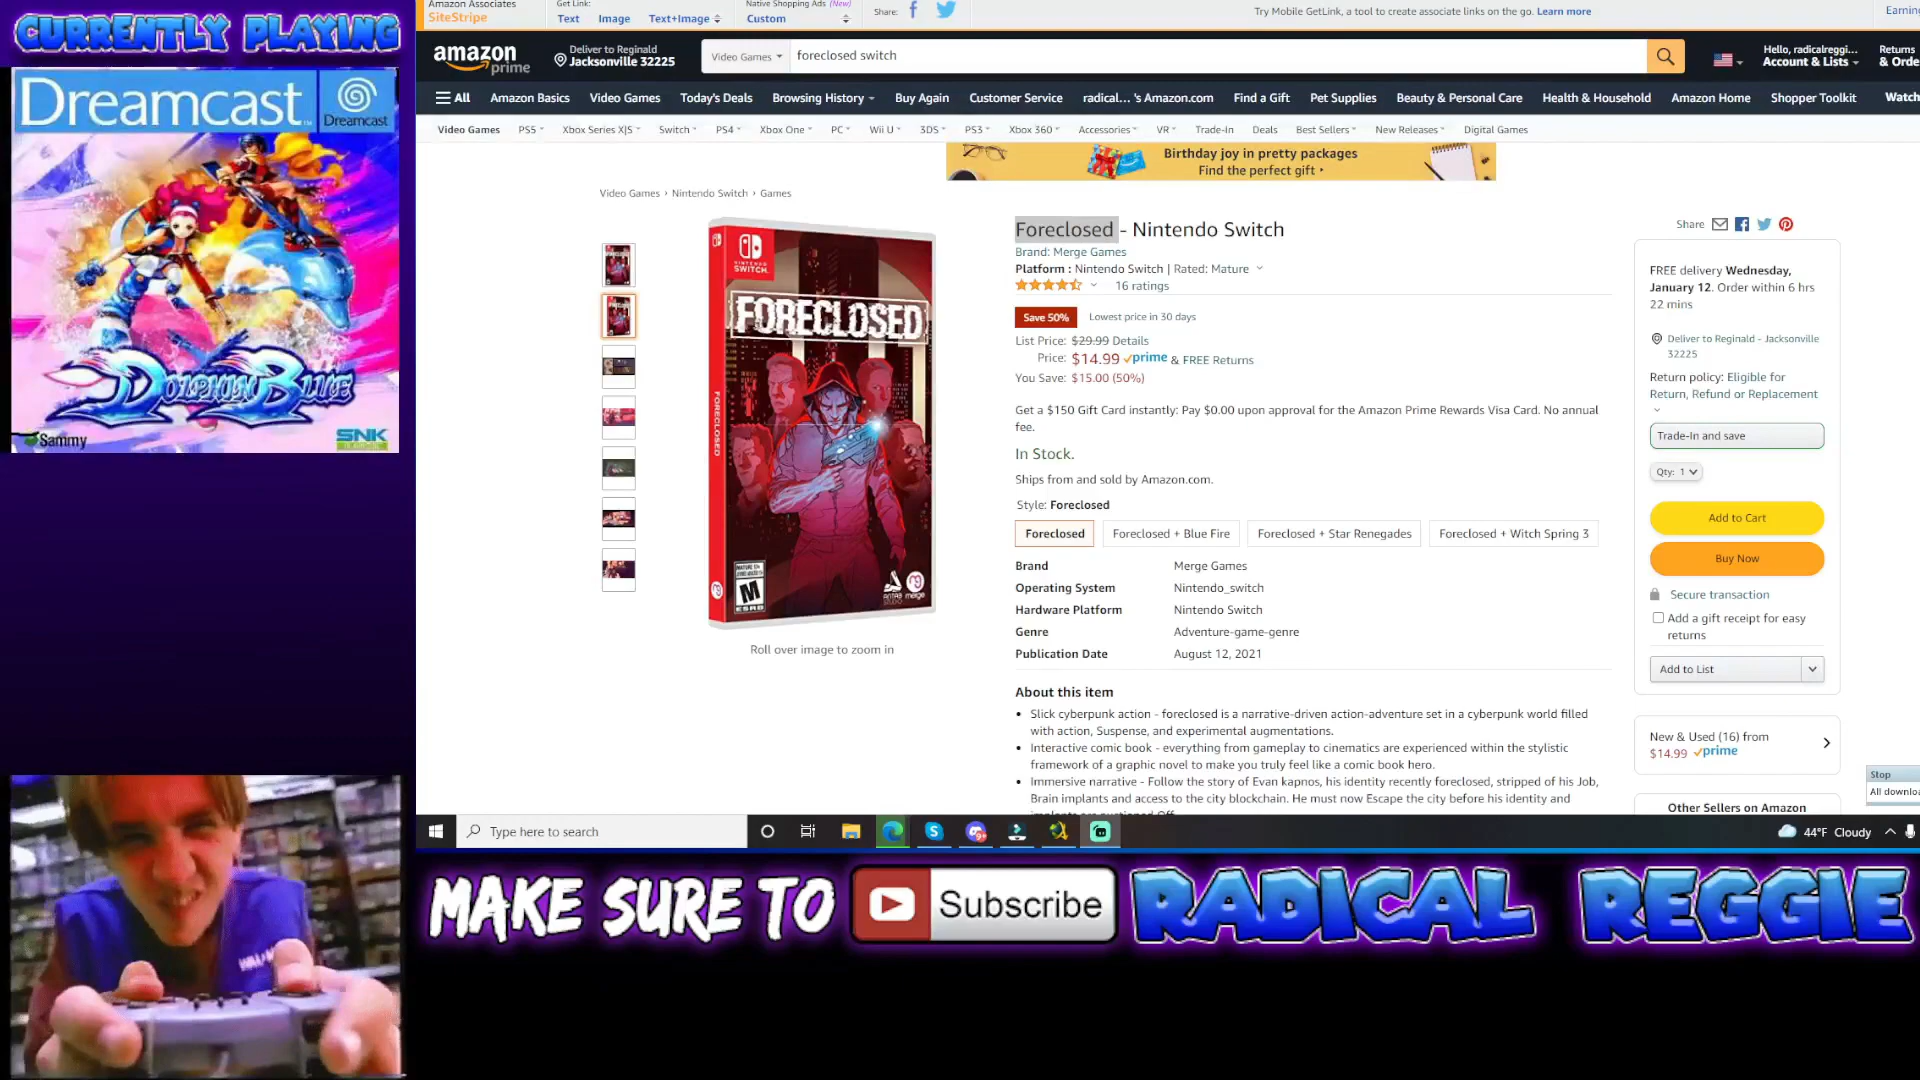 CURRENTLY PLAYING
Dreamcast
Dreamcast
DOLPHIN BLUE
Sammy
SNK
Amazon Associates
SiteStripe
Get Link:
Text Image Text+Image
Native Shopping Ads (New)
Custom
Share:
Try Mobile GetLink, a tool to create associate links on the go. Learn more
Earnin
amazon
prime
Deliver to Reginald
Jacksonville 32225
Video Games
foreclosed switch
Hello, radicalreggi...
Account & Lists
Returns
& Orde
All Amazon Basics Video Games Today's Deals Browsing History Buy Again Customer Service radical... 's Amazon.com Find a Gift Pet Supplies Beauty & Personal Care Health & Household Amazon Home Shopper Toolkit Watch
Video Games PS5 Xbox Series X|S Switch PS4 Xbox One PC Wii U 3DS PS3 Xbox 360 Accessories VR Trade-In Deals Best Sellers New Releases Digital Games
Birthday joy in pretty packages
Find the perfect gift ›
Video Games › Nintendo Switch › Games
NINTENDO
SWITCH
FORECLOSED
FORECLOSED
MATURE 17+
M
ESRB
ANTAB
STUDIO
merge
Roll over image to zoom in
Foreclosed - Nintendo Switch
Brand: Merge Games
Platform : Nintendo Switch | Rated: Mature
16 ratings
Save 50% Lowest price in 30 days
List Price: $29.99 Details
Price: $14.99 prime & FREE Returns
You Save: $15.00 (50%)
Get a $150 Gift Card instantly: Pay $0.00 upon approval for the Amazon Prime Rewards Visa Card. No annual
fee.
In Stock.
Ships from and sold by Amazon.com.
Style: Foreclosed
Foreclosed Foreclosed + Blue Fire Foreclosed + Star Renegades Foreclosed + Witch Spring 3
Brand Merge Games
Operating System Nintendo_switch
Hardware Platform Nintendo Switch
Genre Adventure-game-genre
Publication Date August 12, 2021
About this item
• Slick cyberpunk action - foreclosed is a narrative-driven action-adventure set in a cyberpunk world filled
with action, Suspense, and experimental augmentations.
• Interactive comic book - everything from gameplay to cinematics are experienced within the stylistic
framework of a graphic novel to make you truly feel like a comic book hero.
• Immersive narrative - Follow the story of Evan kapnos, his identity recently foreclosed, stripped of his Job,
Brain implants and access to the city blockchain. He must now Escape the city before his identity and
Share
FREE delivery Wednesday,
January 12. Order within 6 hrs
22 mins
Deliver to Reginald - Jacksonville
32225
Return policy: Eligible for
Return, Refund or Replacement
Trade-In and save
Qty: 1
Add to Cart
Buy Now
Secure transaction
Add a gift receipt for easy
returns
Add to List
New & Used (16) from
$14.99 prime
Other Sellers on Amazon
Stop
All downloa
Type here to search
44°F Cloudy
MAKE SURE TO Subscribe RADICAL REGGIE